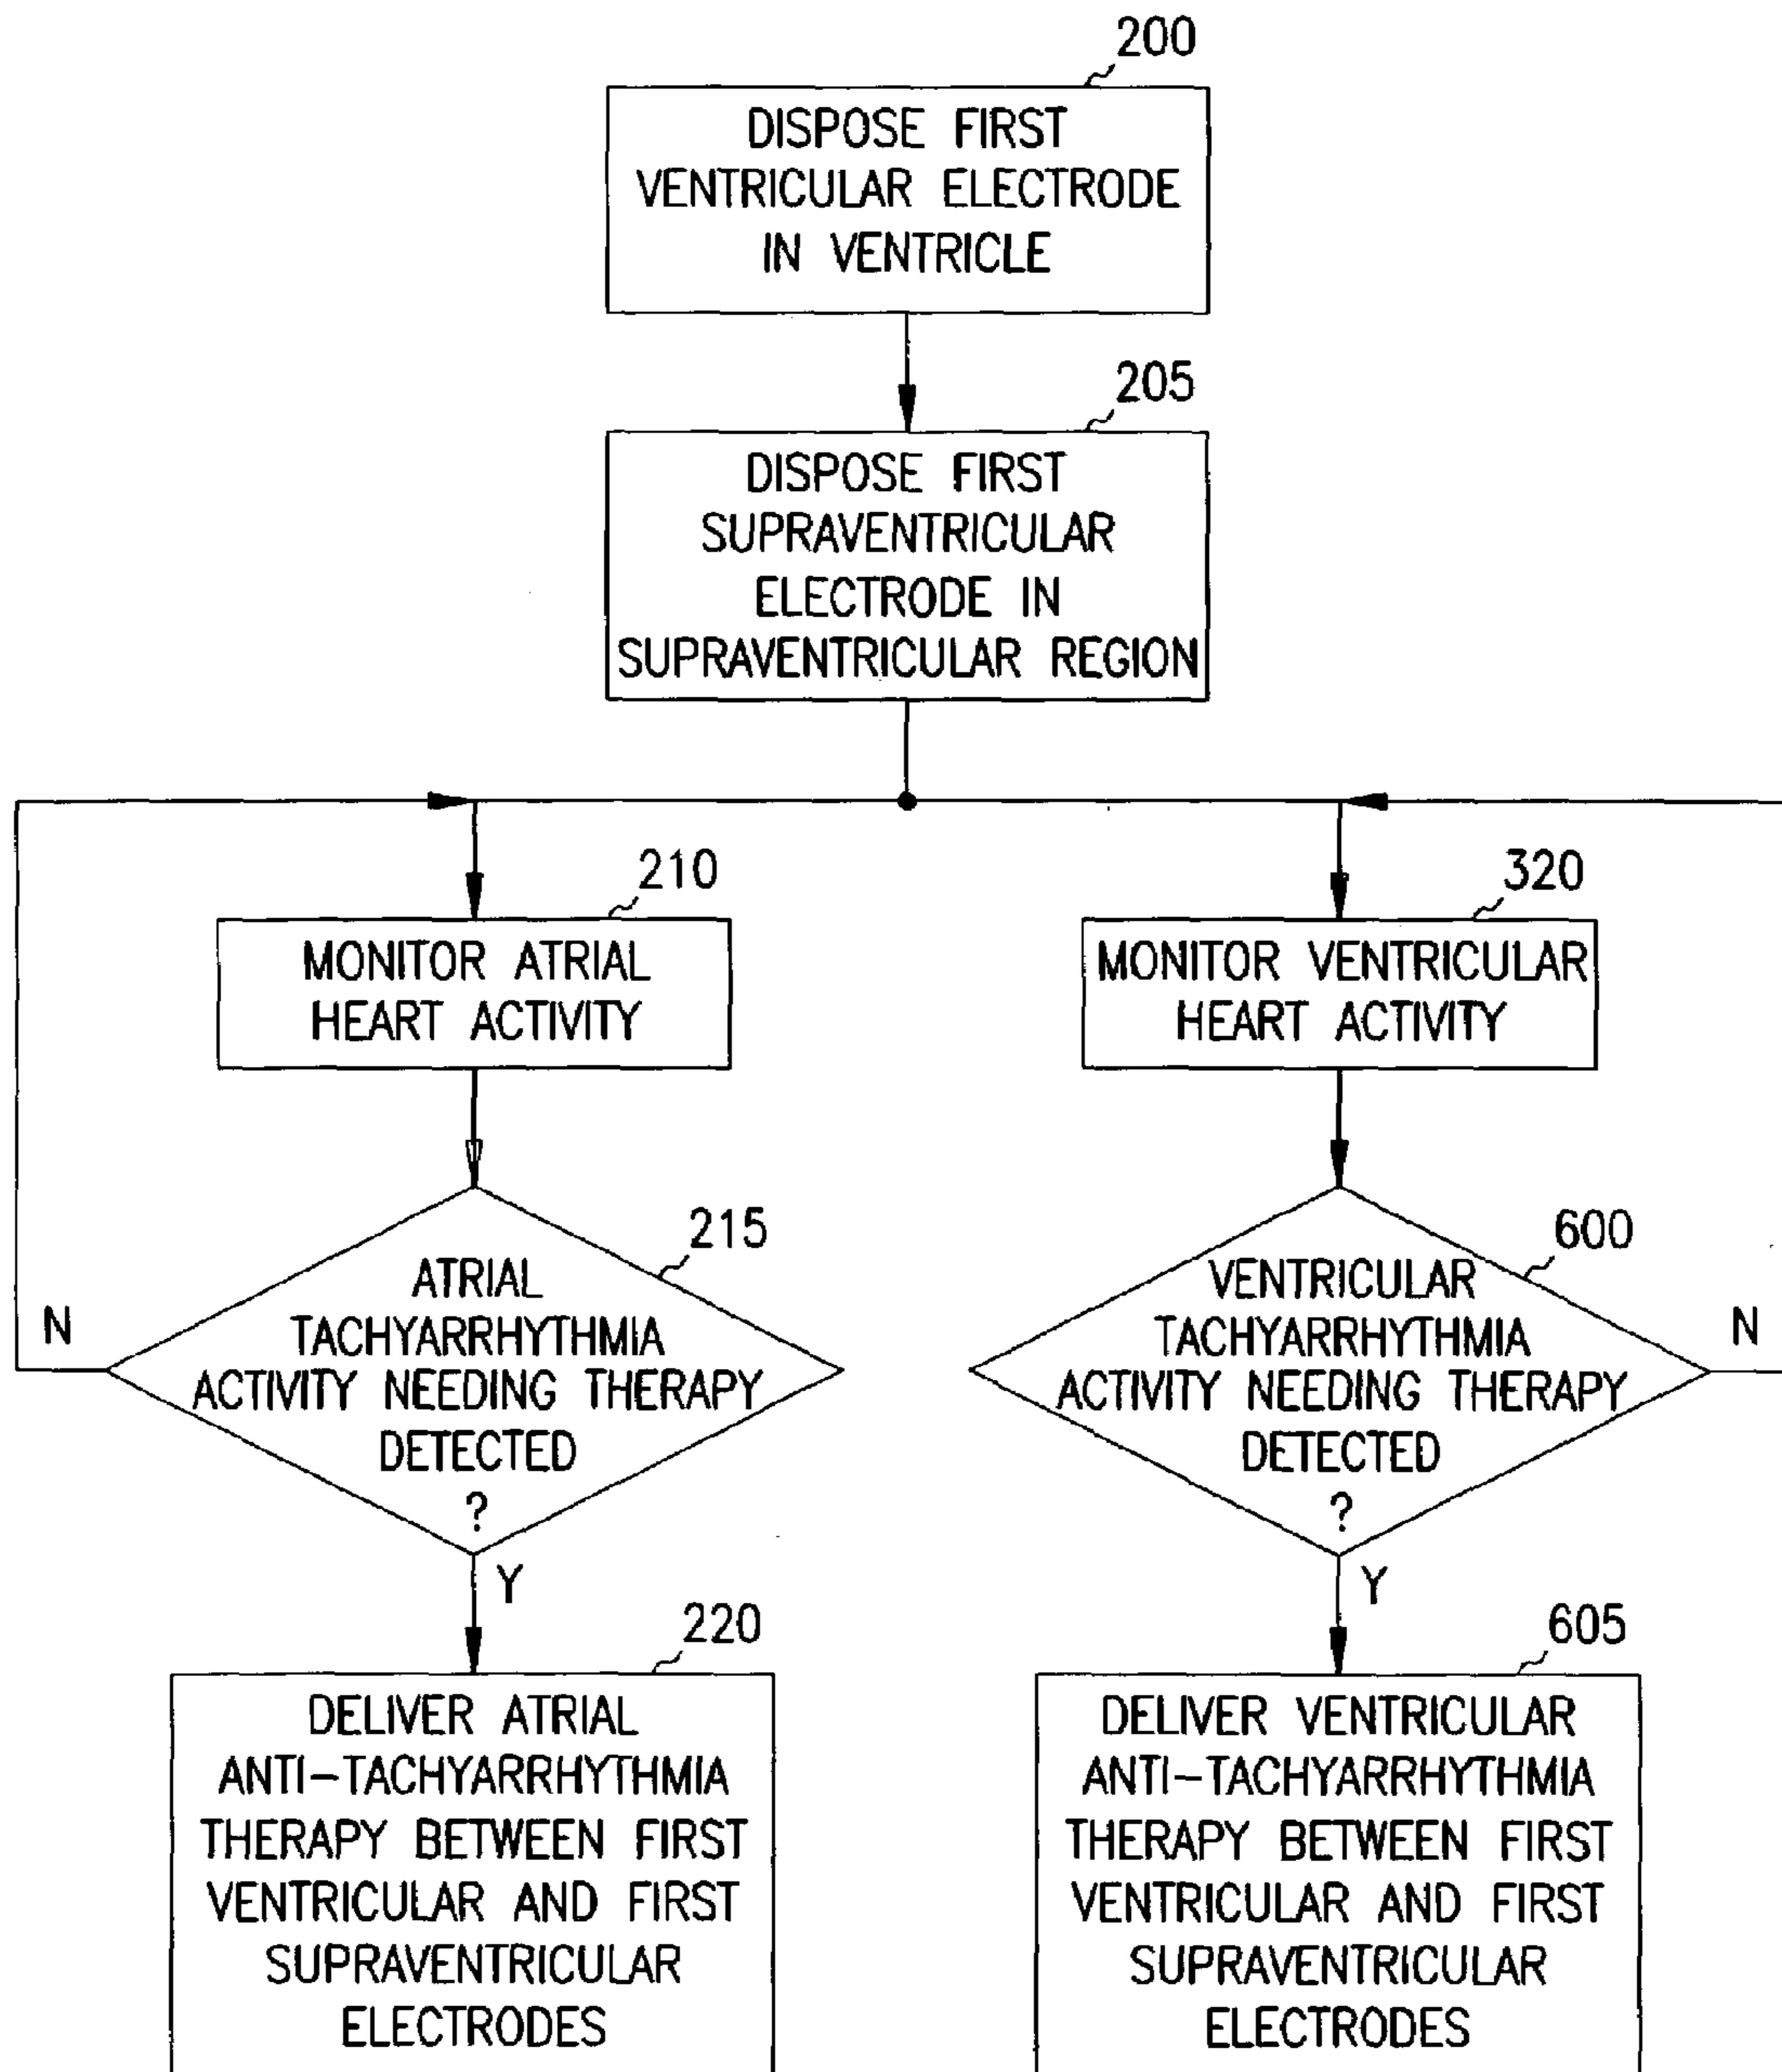 200
DISPOSE FIRST
VENTRICULAR ELECTRODE
IN VENTRICLE
205
DISPOSE FIRST
SUPRAVENTRICULAR
ELECTRODE IN
SUPRAVENTRICULAR REGION
210
MONITOR ATRIAL
HEART ACTIVITY
320
MONITOR VENTRICULAR
HEART ACTIVITY
215
ATRIAL
TACHYARRHYTHMIA
ACTIVITY NEEDING THERAPY
DETECTED
?
N
Y
600
VENTRICULAR
TACHYARRHYTHMIA
ACTIVITY NEEDING THERAPY
DETECTED
?
N
Y
220
DELIVER ATRIAL
ANTI-TACHYARRHYTHMIA
THERAPY BETWEEN FIRST
VENTRICULAR AND FIRST
SUPRAVENTRICULAR
ELECTRODES
605
DELIVER VENTRICULAR
ANTI-TACHYARRHYTHMIA
THERAPY BETWEEN FIRST
VENTRICULAR AND FIRST
SUPRAVENTRICULAR
ELECTRODES